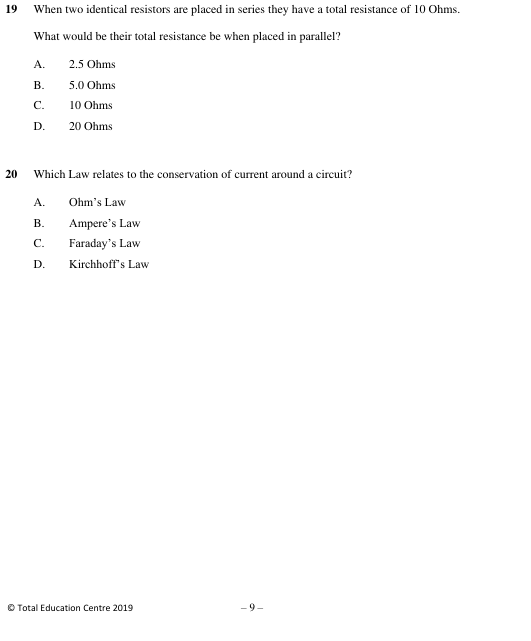 19 When two identical resistors are placed in series they have a total resistance of 10 Ohms.
What would be their total resistance be when placed in parallel?
A. 2.5 Ohms
B. 5.0 Ohms
C. 10 Ohms
D. 20 Ohms
20 Which Law relates to the conservation of current around a circuit?
A. Ohm's Law
B. Ampere's Law
C. Faraday's Law
D. Kirchhoff's Law
© Total Education Centre 2019 – 9 –